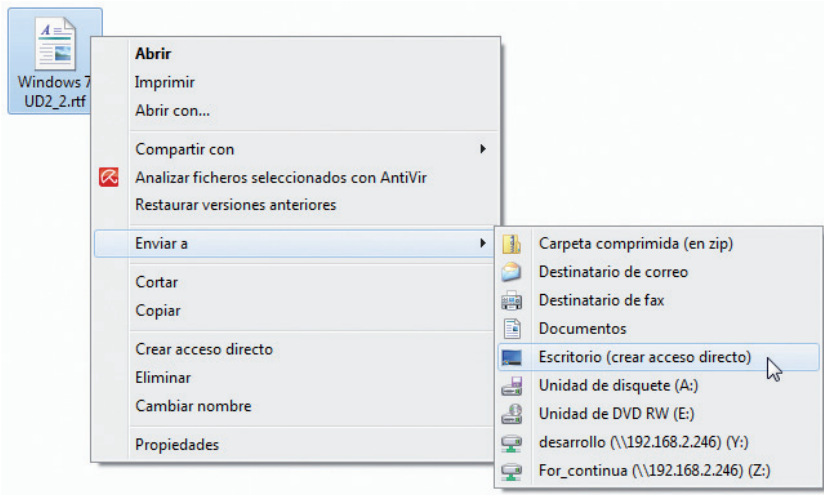 Windows 7
UD2_2.rtf
Abrir
Imprimir
Abrir con...
Compartir con
Analizar ficheros seleccionados con AntiVir
Restaurar versiones anteriores
Enviar a
Cortar
Copiar
Crear acceso directo
Eliminar
Cambiar nombre
Propiedades
Carpeta comprimida (en zip)
Destinatario de correo
Destinatario de fax
Documentos
Escritorio (crear acceso directo)
Unidad de disquete (A:)
Unidad de DVD RW (E:)
desarrollo (\\192.168.2.246) (Y:)
For_continua (\\192.168.2.246) (Z:)